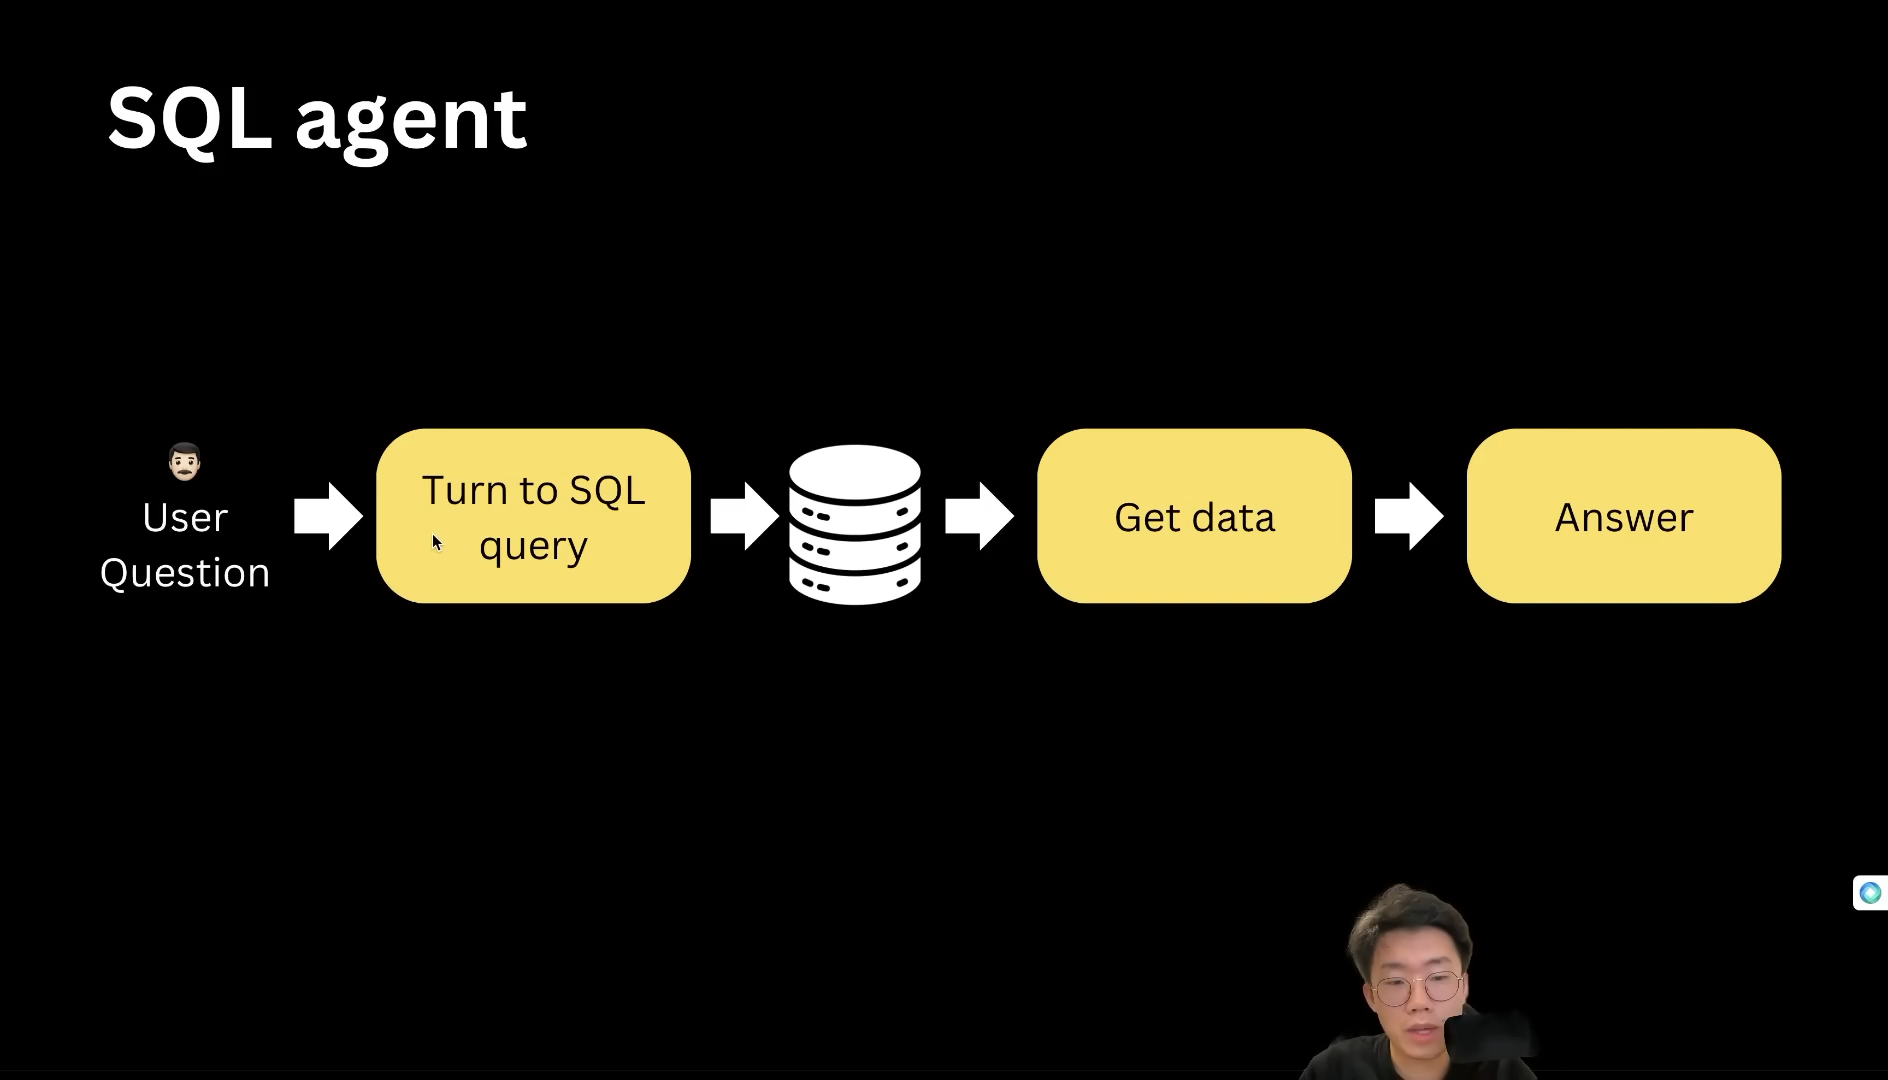 SQL agent
User
Question
Turn to SQL
query
Get data
Answer